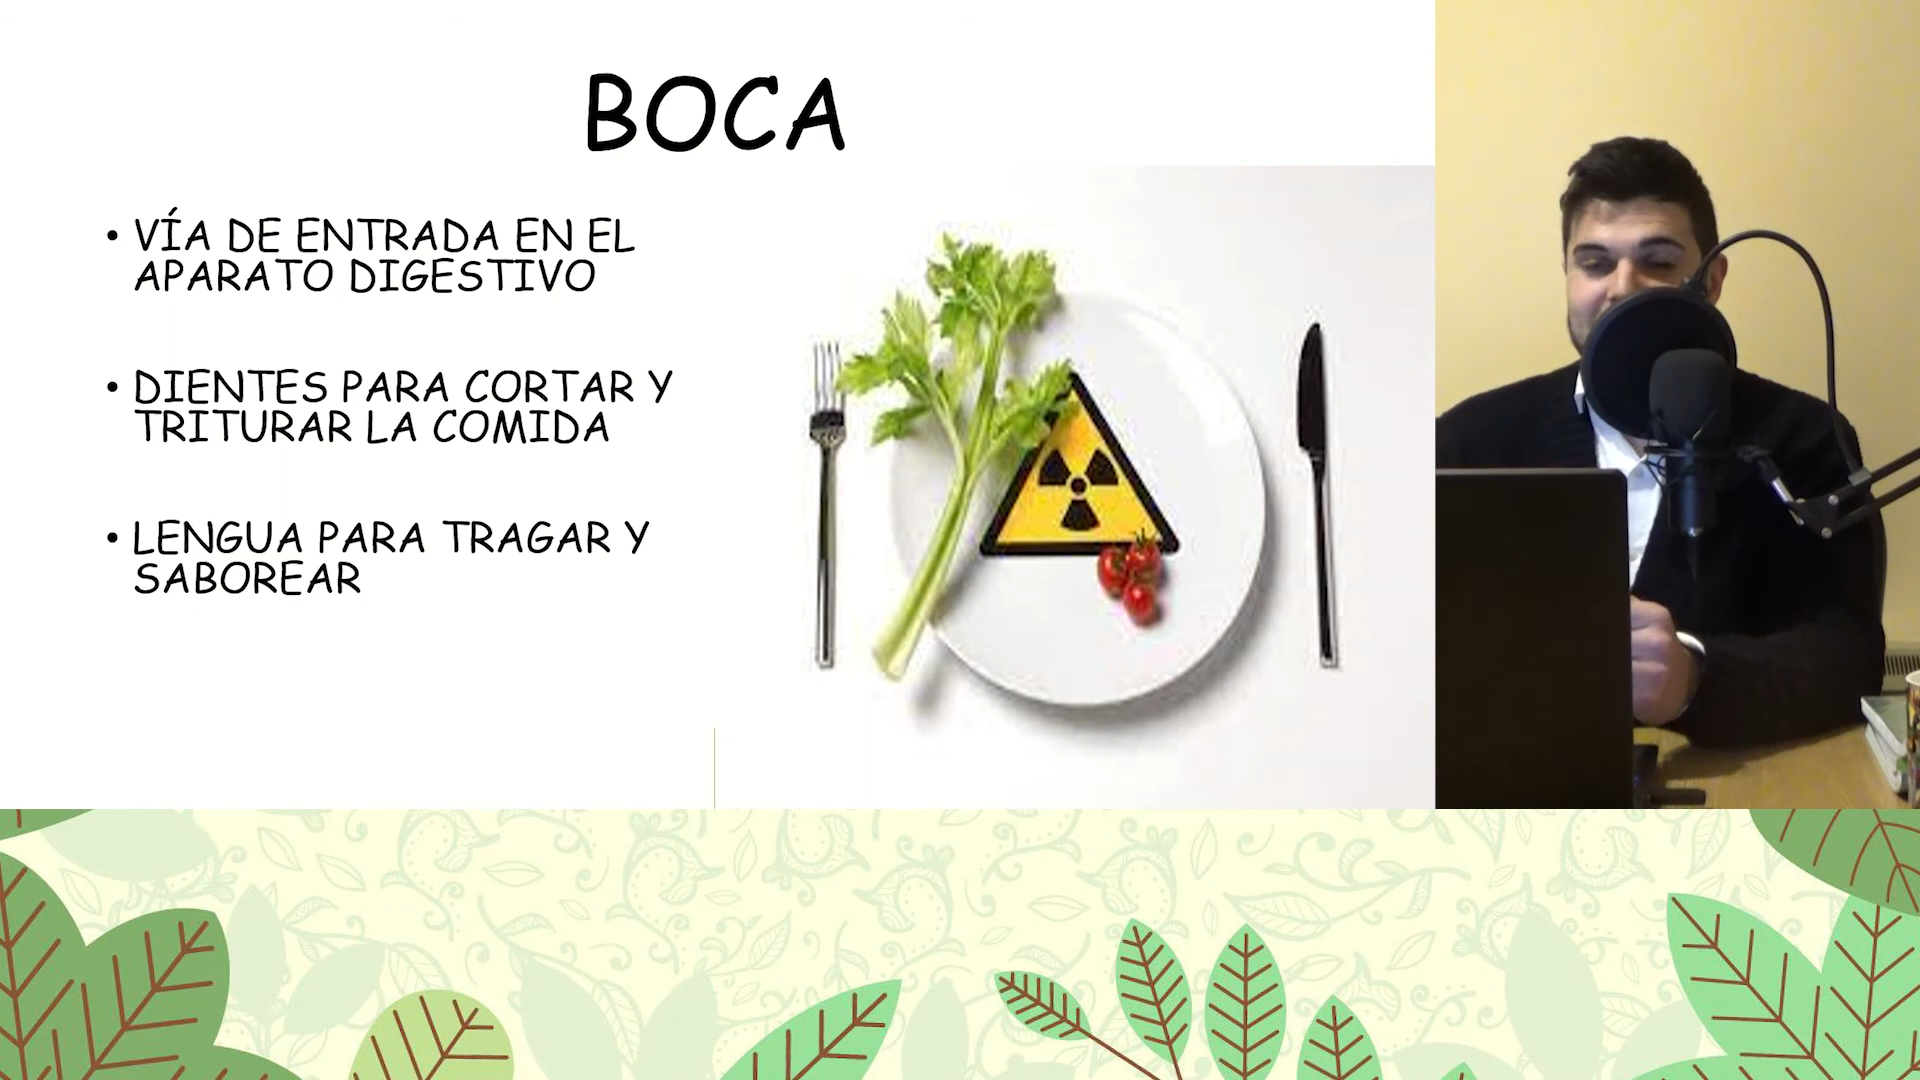 BOCA
• VÍA DE ENTRADA EN EL
APARATO DIGESTIVO
• DIENTES PARA CORTAR Y
TRITURAR LA COMIDA
• LENGUA PARA TRAGAR Y
SABOREAR